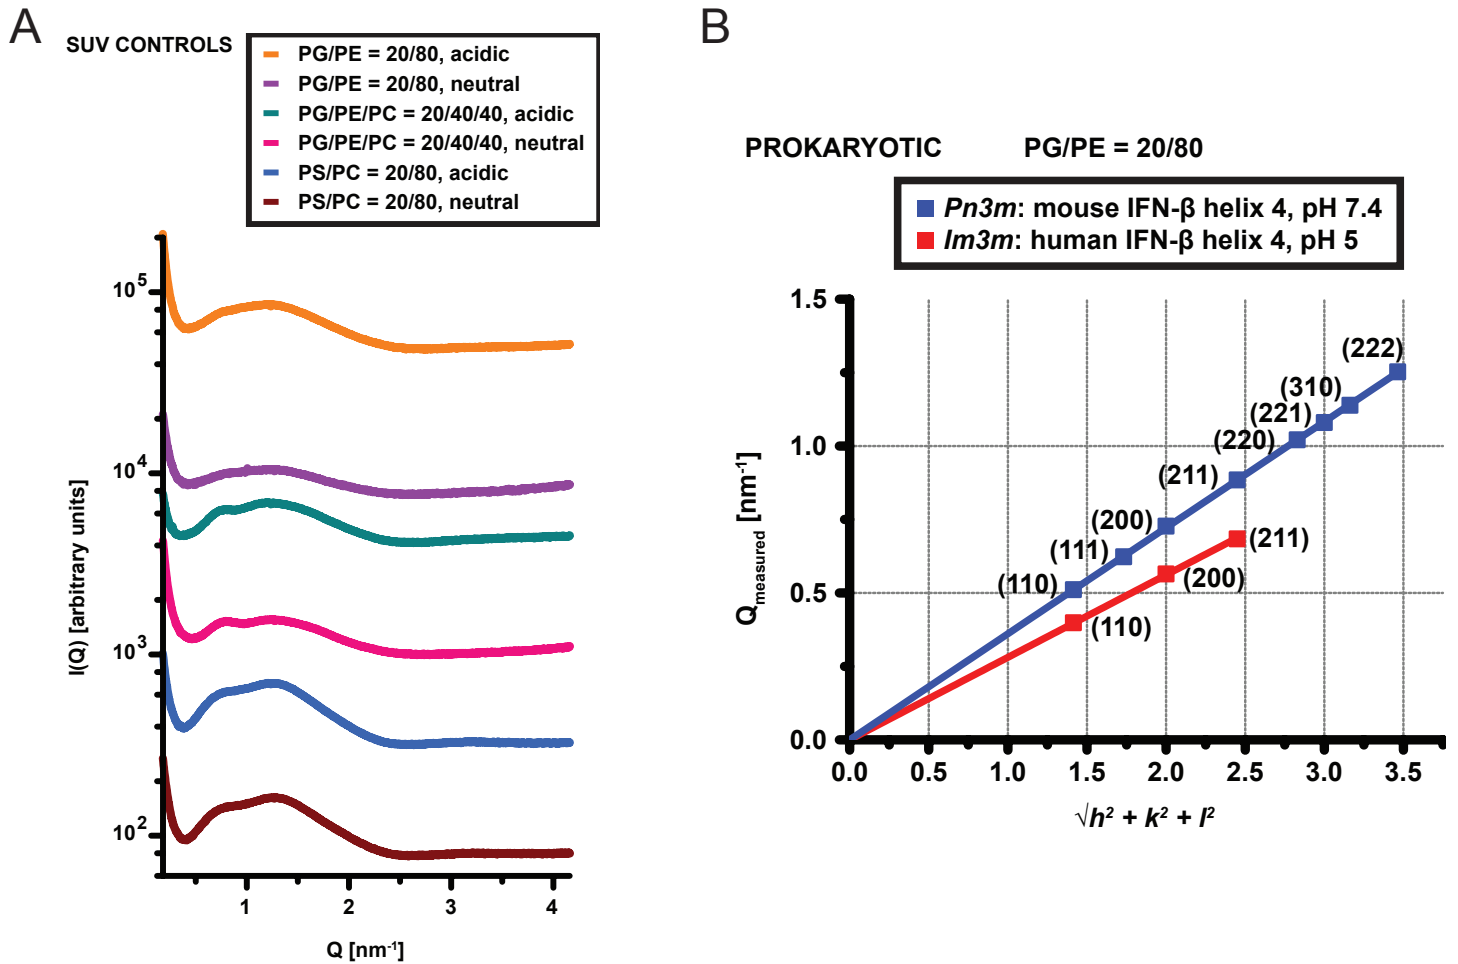 A
SUV CONTROLS
PG/PE = 20/80, acidic
PG/PE = 20/80, neutral
PG/PE/PC = 20/40/40, acidic
PG/PE/PC = 20/40/40, neutral
PS/PC = 20/80, acidic
PS/PC = 20/80, neutral
10⁵
10⁴
10³
10²
I(Q) [arbitrary units]
1 2 3 4
Q [nm⁻¹]
B
PROKARYOTIC PG/PE = 20/80
Pn3m: mouse IFN-β helix 4, pH 7.4
Im3m: human IFN-β helix 4, pH 5
1.5
1.0
0.5
0.0
Q measured [nm⁻¹]
(222)
(310)
(221)
(220)
(211)
(200)
(111)
(110)
(211)
(200)
(110)
0.0 0.5 1.0 1.5 2.0 2.5 3.0 3.5
√h² + k² + l²